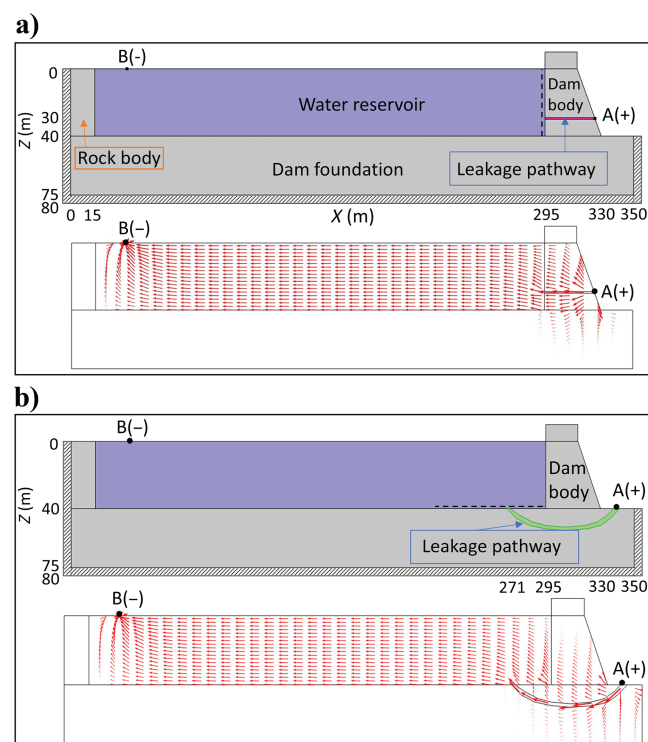 a)
B(-)
0
Water reservoir
Dam
body
A(+)
30
Z (m)
40
Rock body
Dam foundation
Leakage pathway
75
80
0 15 X (m) 295 330 350
B(−)
A(+)
b)
B(−)
0
Z (m)
Dam
body
A(+)
40
Leakage pathway
75
80
271 295 330 350
B(−)
A(+)